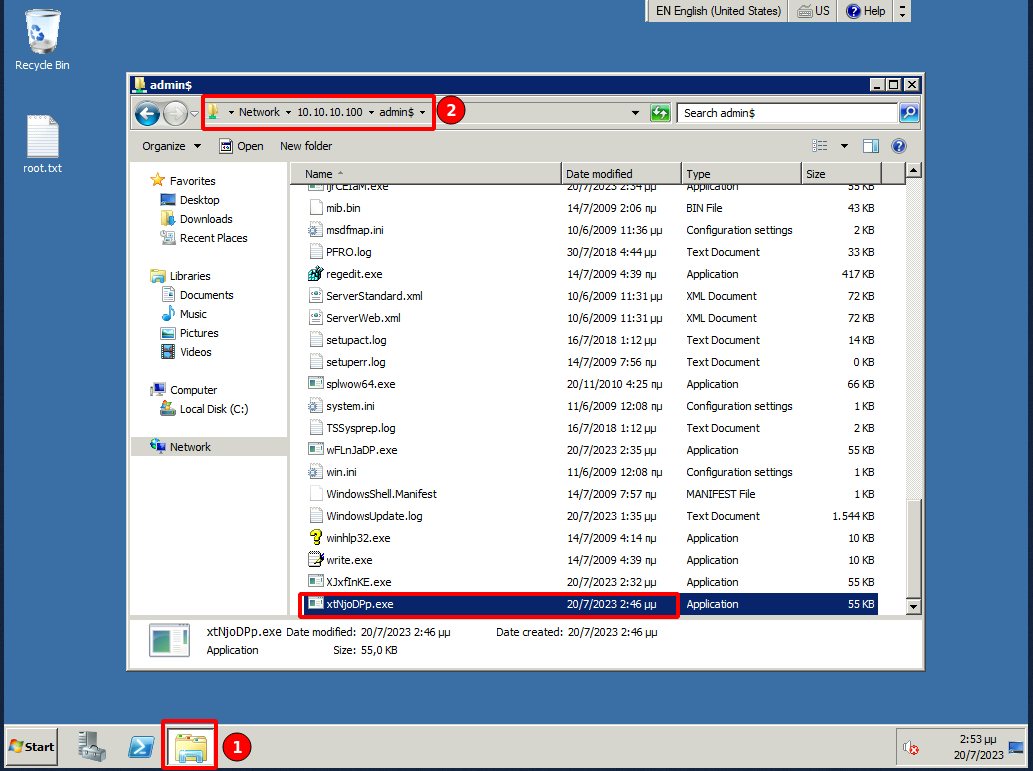 EN English (United States) US Help
Recycle Bin
root.txt
admin$
Network 10.10.10.100 admin$ 2 Search admin$
Organize Open New folder
Favorites
Desktop
Downloads
Recent Places
Libraries
Documents
Music
Pictures
Videos
Computer
Local Disk (C:)
Network
Name Date modified Type Size
20/7/2023 2:34 μμ Application 55 KB
mib.bin 14/7/2009 2:06 πμ BIN File 43 KB
msdfmap.ini 10/6/2009 11:36 μμ Configuration settings 2 KB
PFRO.log 30/7/2018 4:44 μμ Text Document 33 KB
regedit.exe 14/7/2009 4:39 πμ Application 417 KB
ServerStandard.xml 10/6/2009 11:31 μμ XML Document 72 KB
ServerWeb.xml 10/6/2009 11:31 μμ XML Document 72 KB
setupact.log 16/7/2018 1:12 μμ Text Document 14 KB
setuperr.log 14/7/2009 7:56 πμ Text Document 0 KB
splwow64.exe 20/11/2010 4:25 πμ Application 66 KB
system.ini 11/6/2009 12:08 πμ Configuration settings 1 KB
TSSysprep.log 16/7/2018 1:12 μμ Text Document 2 KB
wFLnJaDP.exe 20/7/2023 2:35 μμ Application 55 KB
win.ini 11/6/2009 12:08 πμ Configuration settings 1 KB
WindowsShell.Manifest 14/7/2009 7:57 πμ MANIFEST File 1 KB
WindowsUpdate.log 20/7/2023 1:35 μμ Text Document 1.544 KB
winhlp32.exe 14/7/2009 4:14 πμ Application 10 KB
write.exe 14/7/2009 4:39 πμ Application 10 KB
XJxfInKE.exe 20/7/2023 2:32 μμ Application 55 KB
xtNjoDPp.exe 20/7/2023 2:46 μμ Application 55 KB
xtNjoDPp.exe Date modified: 20/7/2023 2:46 μμ Date created: 20/7/2023 2:46 μμ
Application Size: 55,0 KB
Start 1 2:53 μμ
20/7/2023